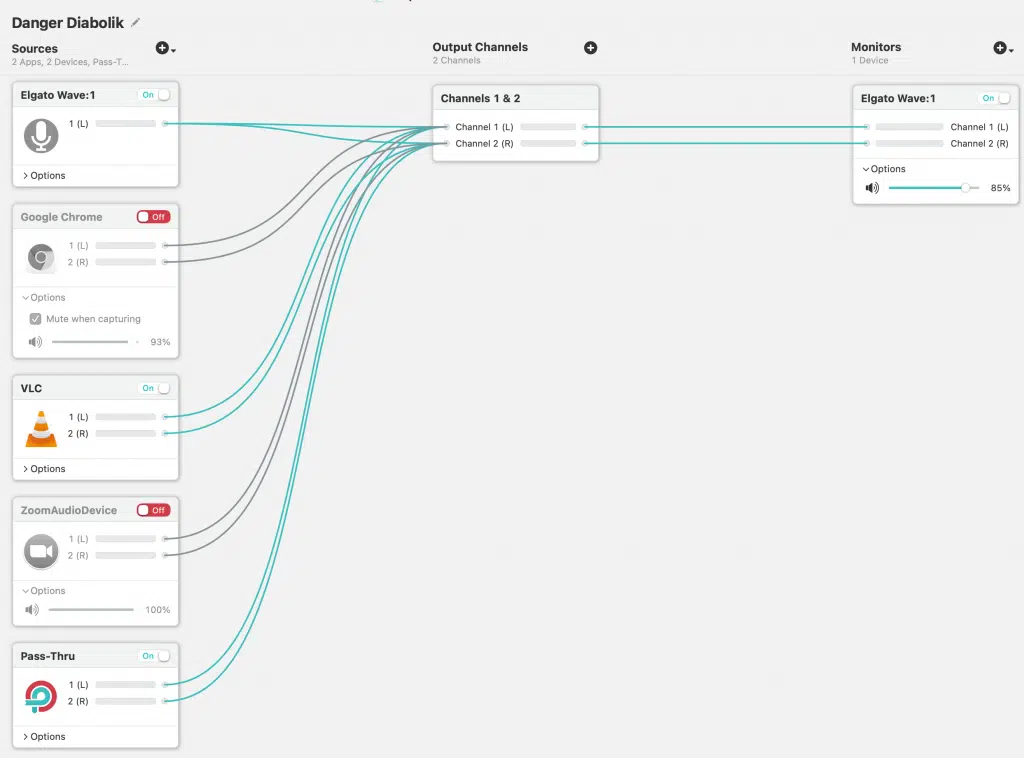 Danger Diabolik
Sources
2 Apps, 2 Devices, Pass-T...
Elgato Wave:1
On
1 (L)
Options
Google Chrome
Off
1 (L)
2 (R)
Options
Mute when capturing
93%
VLC
On
1 (L)
2 (R)
Options
ZoomAudioDevice
Off
1 (L)
2 (R)
Options
100%
Pass-Thru
On
1 (L)
2 (R)
Options
Output Channels
2 Channels
Channels 1 & 2
Channel 1 (L)
Channel 2 (R)
Monitors
1 Device
Elgato Wave:1
On
Channel 1 (L)
Channel 2 (R)
Options
85%